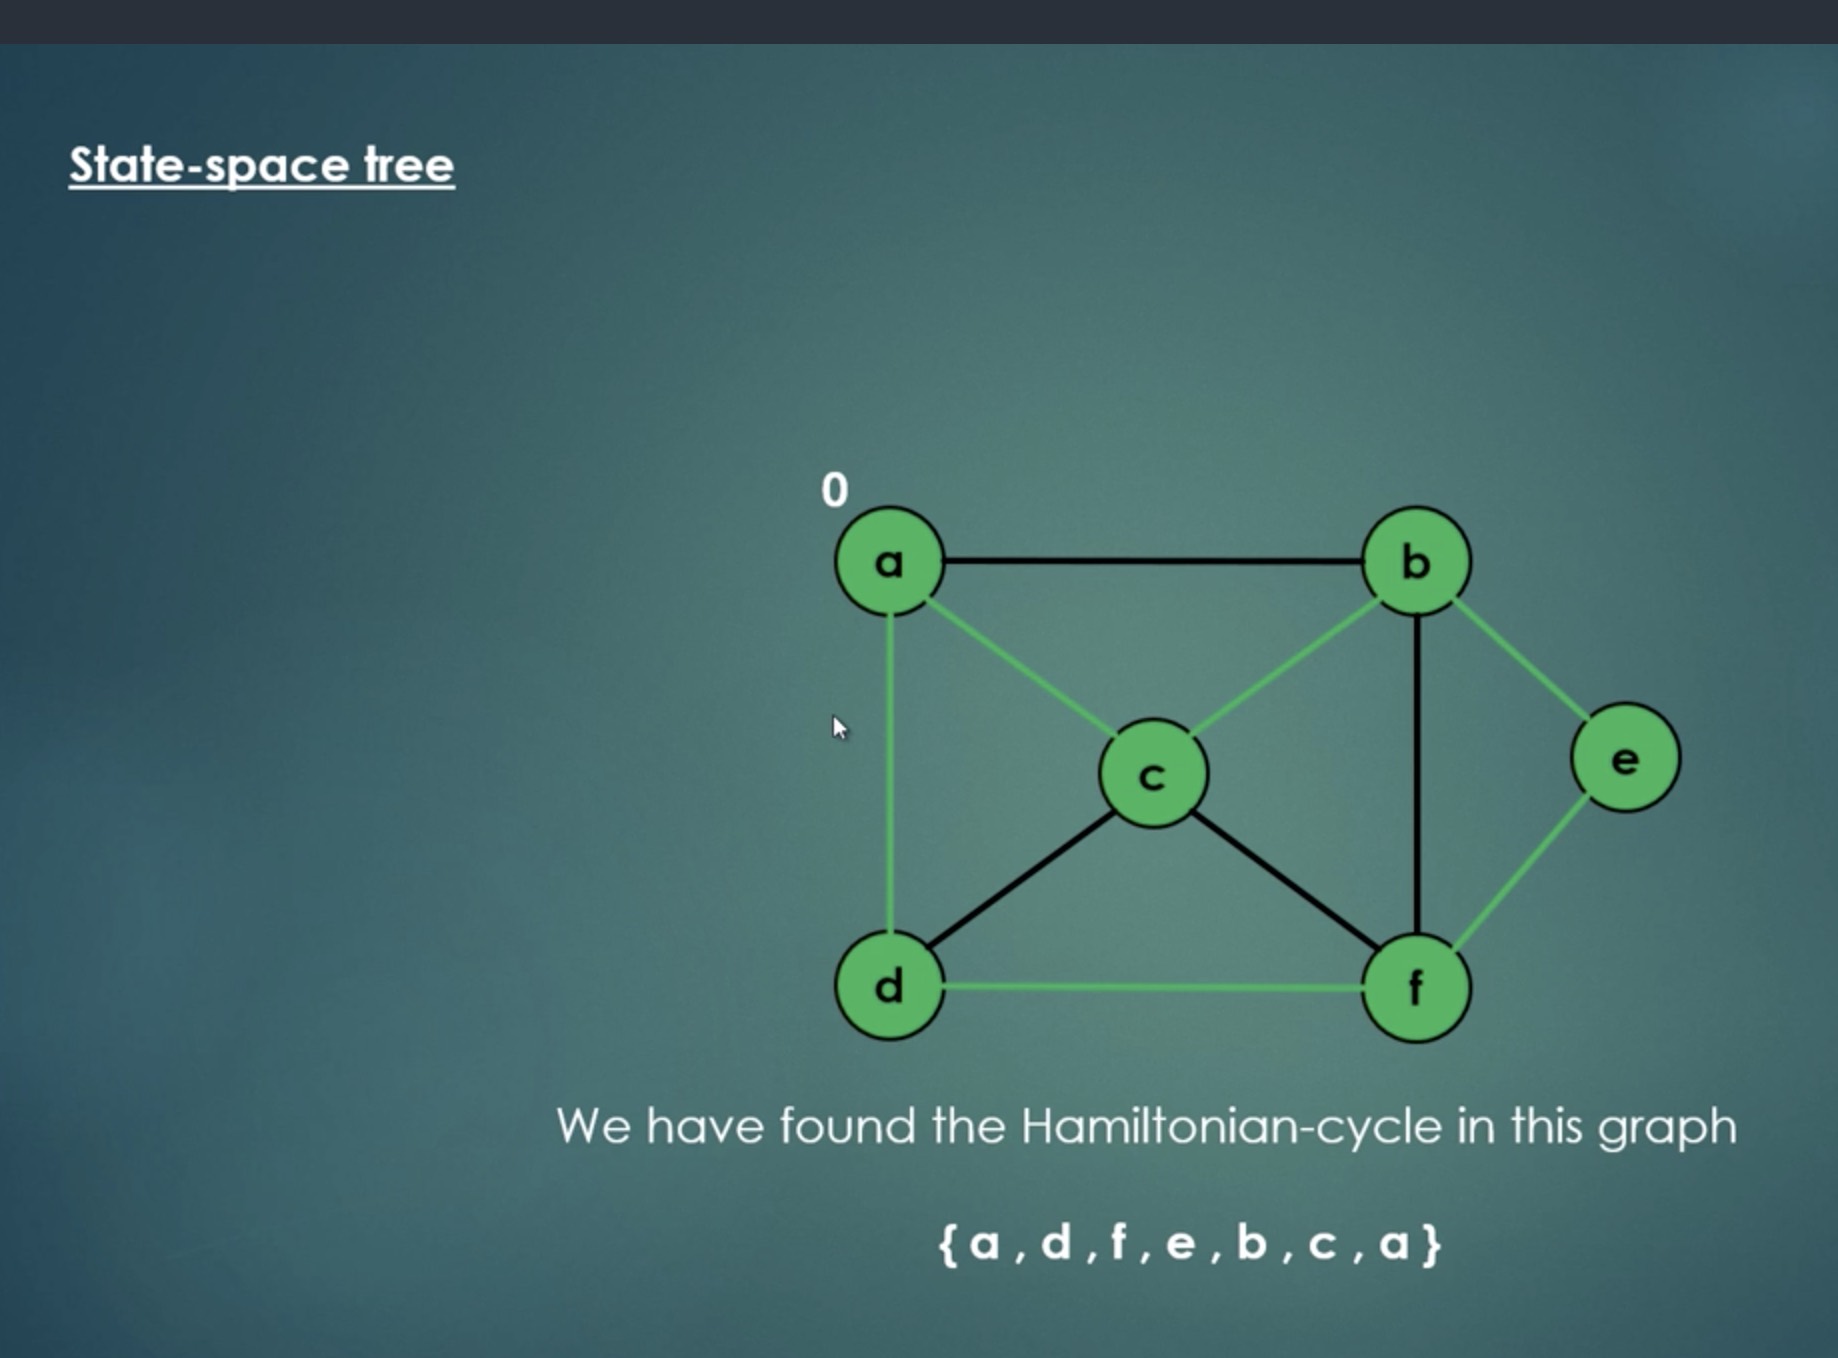 State-space tree
0
a
b
c
e
d
f
We have found the Hamiltonian-cycle in this graph
{ a , d , f , e , b , c , a }